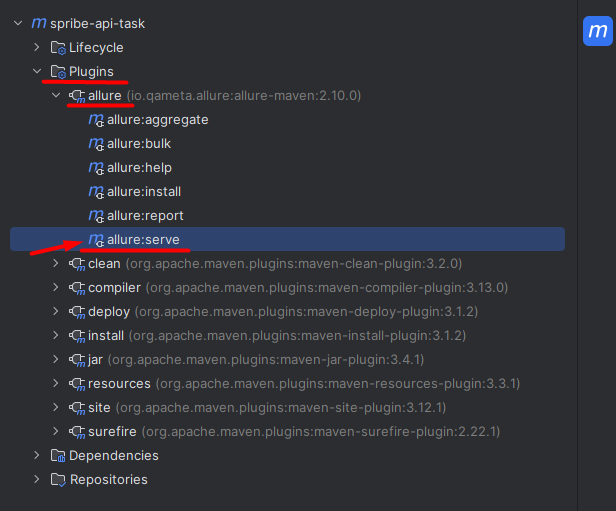 spribe-api-task
Lifecycle
Plugins
allure (io.qameta.allure:allure-maven:2.10.0)
allure:aggregate
allure:bulk
allure:help
allure:install
allure:report
allure:serve
clean (org.apache.maven.plugins:maven-clean-plugin:3.2.0)
compiler (org.apache.maven.plugins:maven-compiler-plugin:3.13.0)
deploy (org.apache.maven.plugins:maven-deploy-plugin:3.1.2)
install (org.apache.maven.plugins:maven-install-plugin:3.1.2)
jar (org.apache.maven.plugins:maven-jar-plugin:3.4.1)
resources (org.apache.maven.plugins:maven-resources-plugin:3.3.1)
site (org.apache.maven.plugins:maven-site-plugin:3.12.1)
surefire (org.apache.maven.plugins:maven-surefire-plugin:2.22.1)
Dependencies
Repositories